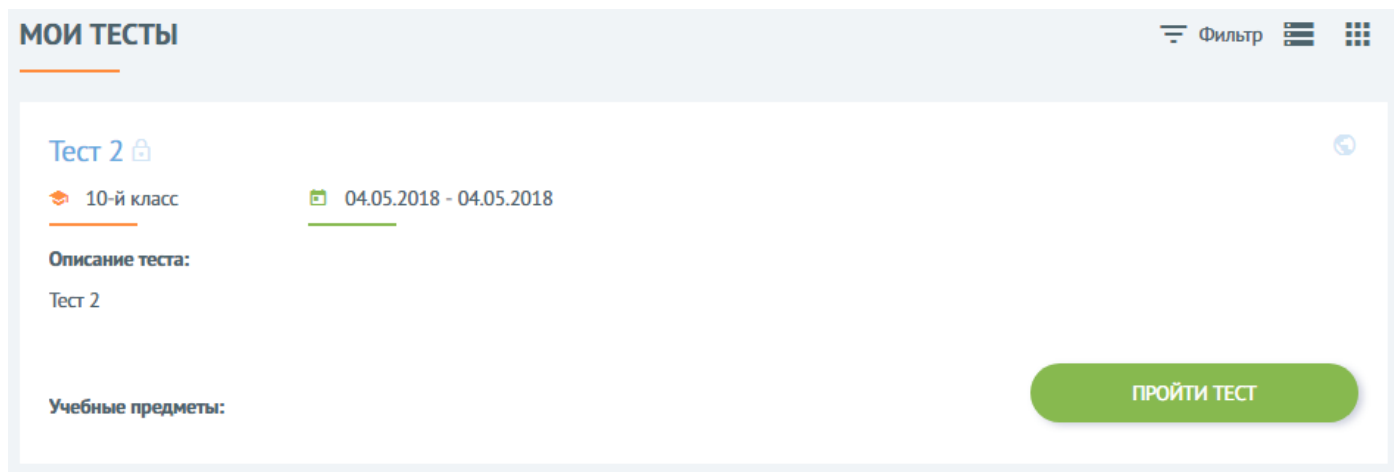 МОИ ТЕСТЫ
Фильтр
Тест 2
10-й класс
04.05.2018 - 04.05.2018
Описание теста:
Тест 2
Учебные предметы:
ПРОЙТИ ТЕСТ